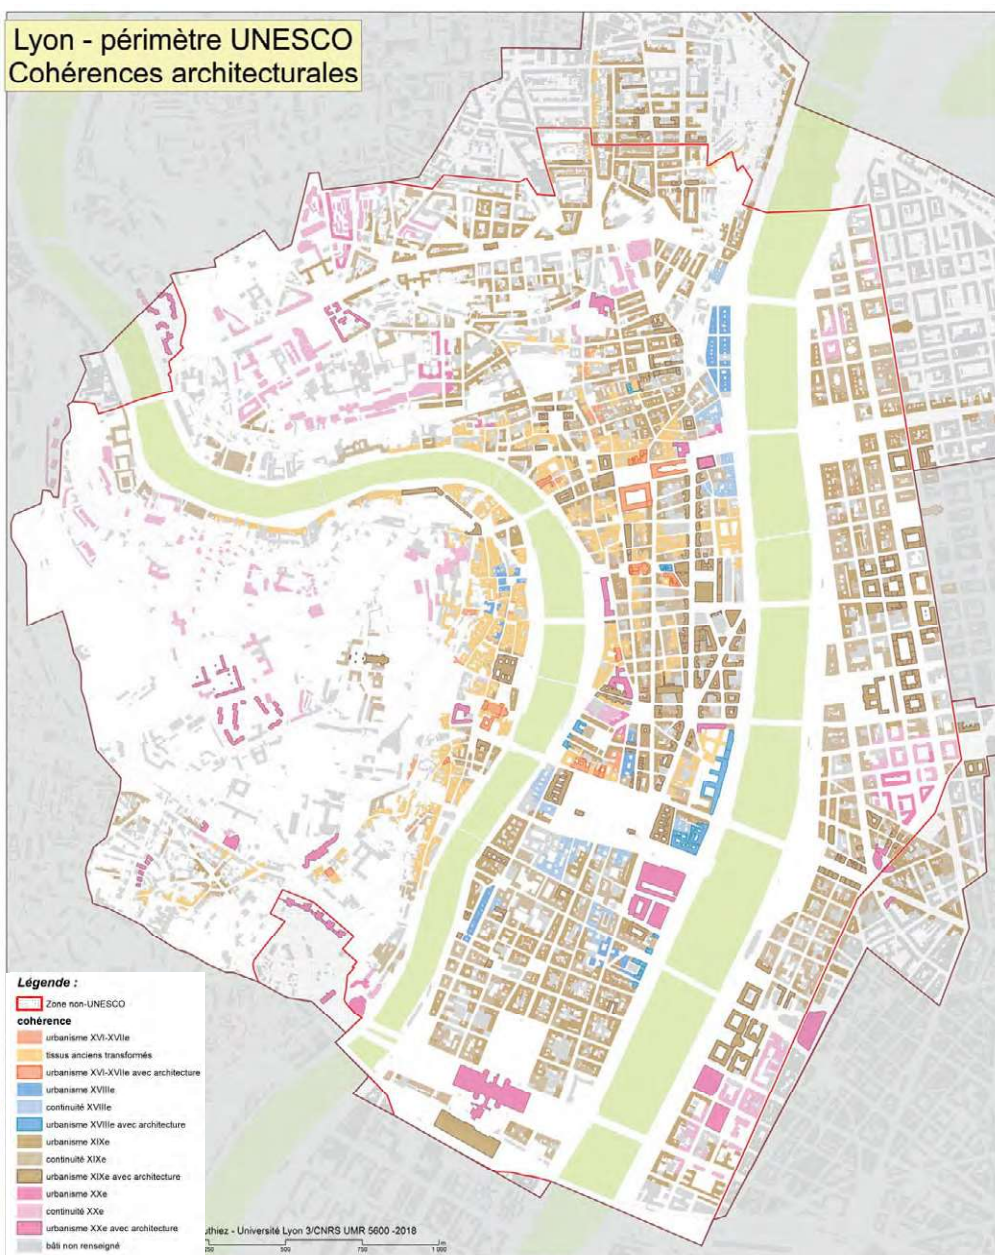 Lyon - périmètre UNESCO
Cohérences architecturales
Légende :
Zone non-UNESCO
cohérence
urbanisme XVI-XVIIe
tissus anciens transformés
urbanisme XVI-XVIIe avec architecture
urbanisme XVIIIe
continuité XVIIIe
urbanisme XVIIIe avec architecture
urbanisme XIXe
continuité XIXe
urbanisme XIXe avec architecture
urbanisme XXe
continuité XXe
urbanisme XXe avec architecture
bâti non renseigné
uthiez - Université Lyon 3/CNRS UMR 5600 -2018
250 500 750 1 000